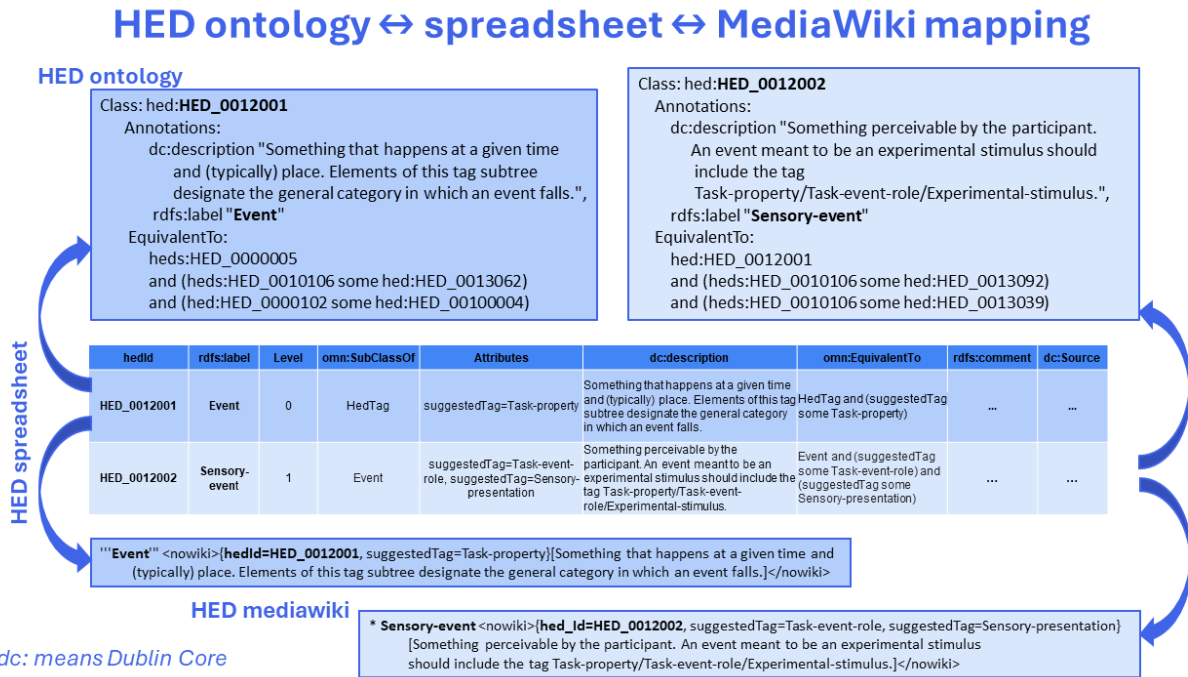 HED ontology ↔ spreadsheet ↔ MediaWiki mapping
HED ontology
Class: hed:HED_0012001
Annotations:
dc:description "Something that happens at a given time
and (typically) place. Elements of this tag subtree
designate the general category in which an event falls.",
rdfs:label "Event"
EquivalentTo:
heds:HED_0000005
and (heds:HED_0010106 some hed:HED_0013062)
and (hed:HED_0000102 some hed:HED_00100004)
Class: hed:HED_0012002
Annotations:
dc:description "Something perceivable by the participant.
An event meant to be an experimental stimulus should
include the tag
Task-property/Task-event-role/Experimental-stimulus.",
rdfs:label "Sensory-event"
EquivalentTo:
hed:HED_0012001
and (heds:HED_0010106 some hed:HED_0013092)
and (heds:HED_0010106 some hed:HED_0013039)
HED spreadsheet
hedId rdfs:label Level omn:SubClassOf Attributes dc:description omn:EquivalentTo rdfs:comment dc:Source
HED_0012001
Event
0
HedTag
suggestedTag=Task-property
Something that happens at a given time
and (typically) place. Elements of this tag
subtree designate the general category
in which an event falls.
HedTag and (suggestedTag
some Task-property)
...
...
HED_0012002
Sensory-
event
1
Event
suggestedTag=Task-event-
role, suggestedTag=Sensory-
presentation
Something perceivable by the
participant. An event meant to be an
experimental stimulus should include the
tag Task-property/Task-event-
role/Experimental-stimulus.
Event and (suggestedTag
some Task-event-role) and
(suggestedTag some
Sensory-presentation)
...
...
'''Event''' <nowiki>{hedId=HED_0012001, suggestedTag=Task-property}[Something that happens at a given time and
(typically) place. Elements of this tag subtree designate the general category in which an event falls.]</nowiki>
HED mediawiki
* Sensory-event <nowiki>{hed_Id=HED_0012002, suggestedTag=Task-event-role, suggestedTag=Sensory-presentation}
[Something perceivable by the participant. An event meant to be an experimental stimulus
should include the tag Task-property/Task-event-role/Experimental-stimulus.]</nowiki>
dc: means Dublin Core